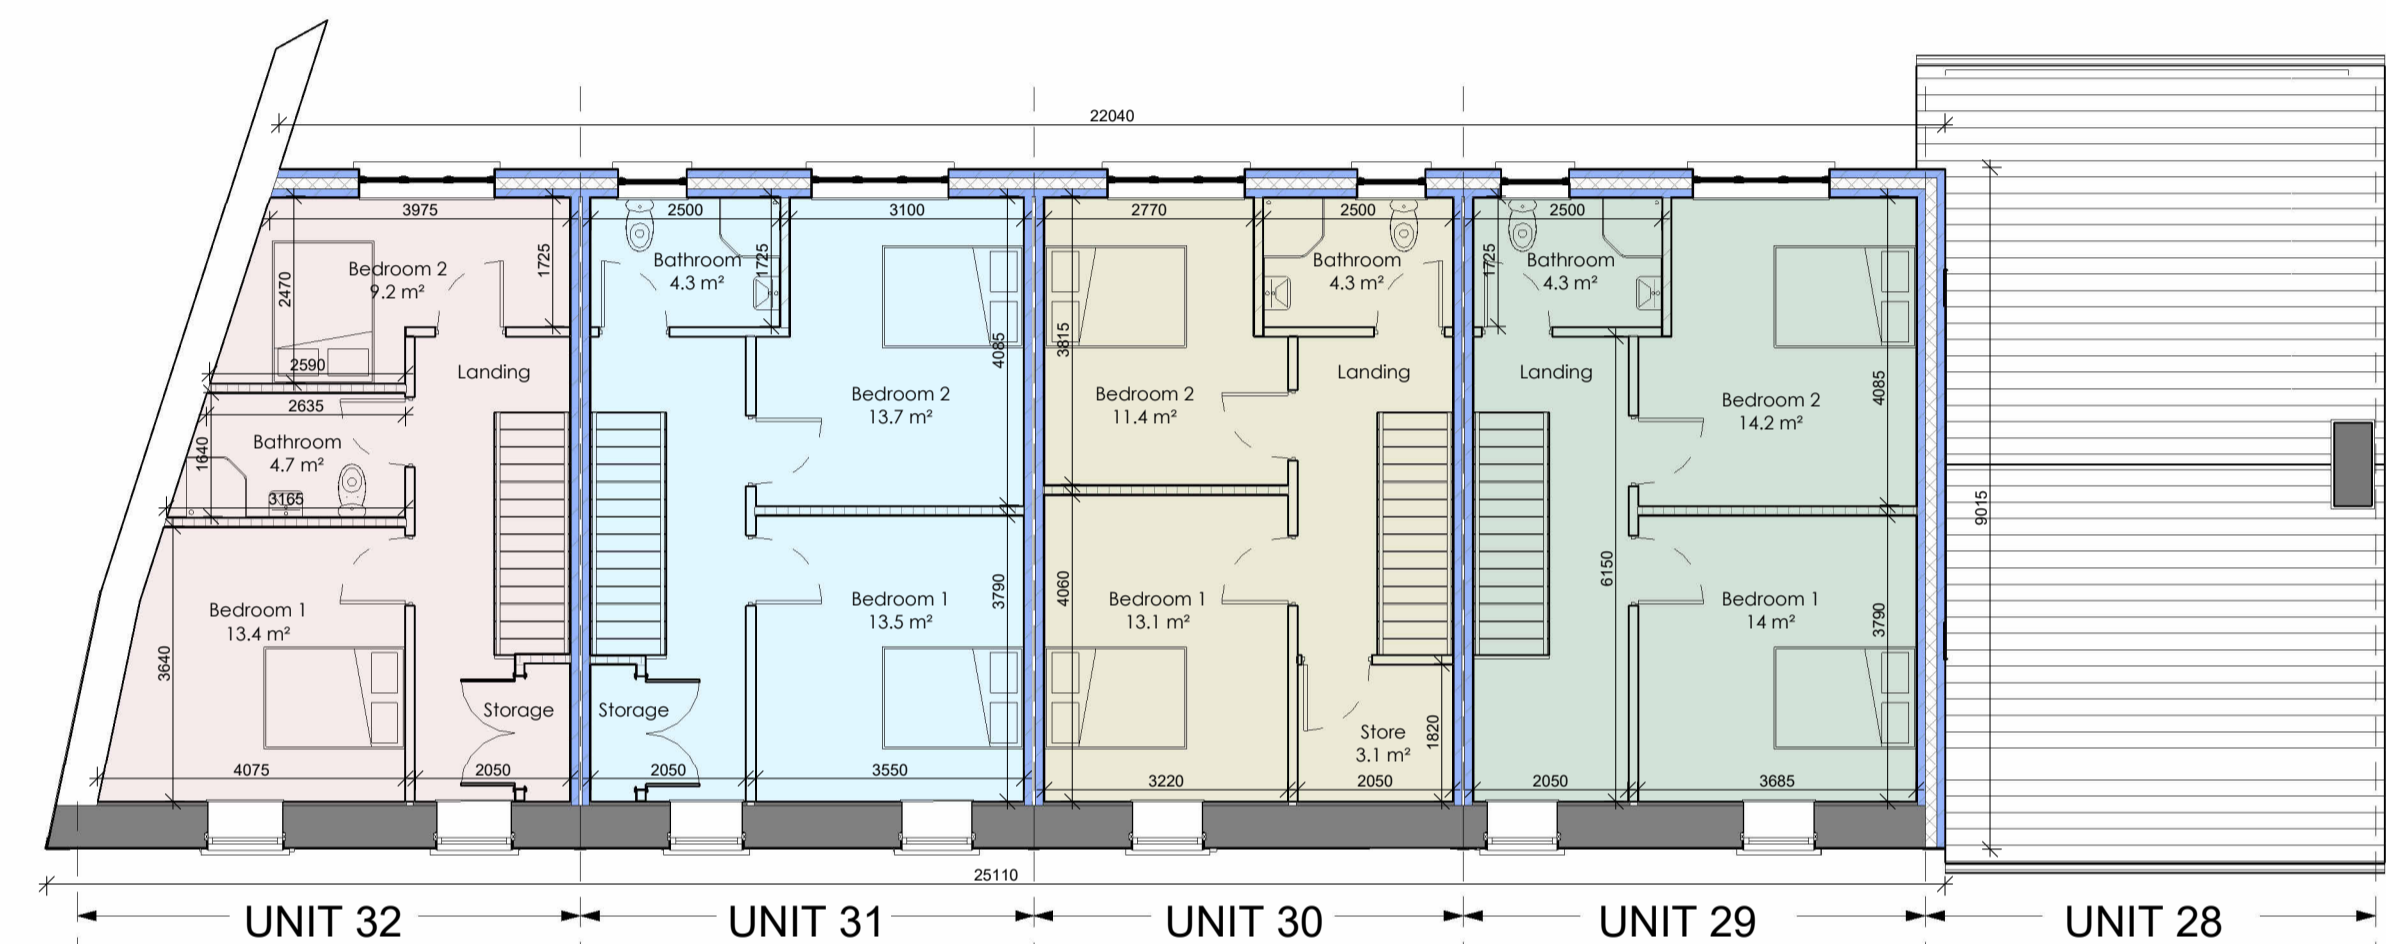 22040
3975
2500
3100
2770
2500
2500
1725
1725
1725
Bedroom 2
9.2 m²
2470
Bathroom
4.3 m²
Bathroom
4.3 m²
Bathroom
4.3 m²
2590
Landing
4085
3815
Landing
Landing
4085
2635
Bedroom 2
13.7 m²
Bedroom 2
11.4 m²
Bedroom 2
14.2 m²
Bathroom
4.7 m²
1640
3165
9015
Bedroom 1
13.4 m²
3640
Bedroom 1
13.5 m²
3790
4060
Bedroom 1
13.1 m²
6150
Bedroom 1
14 m²
3790
Storage
Storage
Store
3.1 m²
1820
4075
2050
2050
3550
3220
2050
2050
3685
25110
UNIT 32
UNIT 31
UNIT 30
UNIT 29
UNIT 28